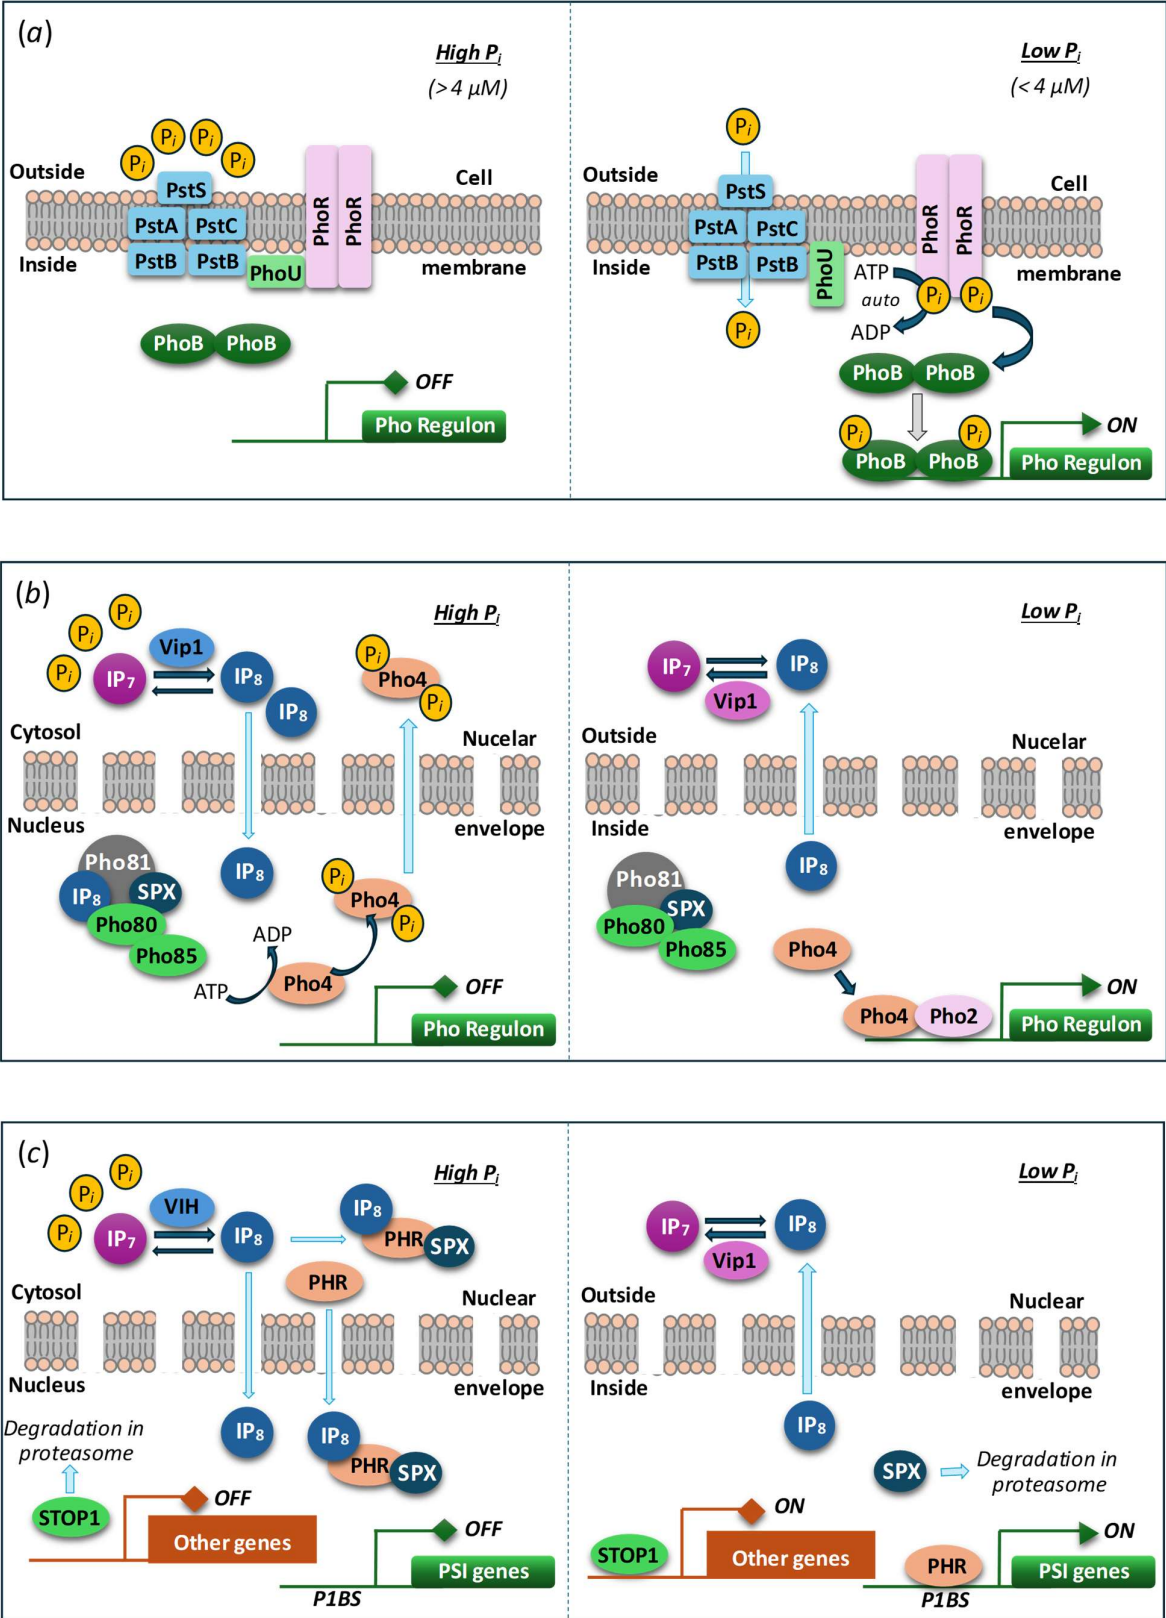 (a)
High Pi
(> 4 μM)
Pi
Pi
Pi
Pi
Outside
PstS
PhoR
PhoR
Cell
PstA
PstC
Inside
PstB
PstB
PhoU
membrane
PhoB
PhoB
OFF
Pho Regulon
Low Pi
(< 4 μM)
Pi
Outside
PstS
PhoR
PhoR
Cell
PstA
PstC
Inside
PstB
PstB
PhoU
ATP
membrane
auto
Pi
Pi
Pi
ADP
PhoB
PhoB
Pi
Pi
ON
PhoB
PhoB
Pho Regulon
(b)
High Pi
Pi
Pi
Pi
Vip1
IP7
IP8
IP8
Pi
Pho4
Pi
Cytosol
Nucelar
Nucleus
envelope
Pho81
IP8
SPX
Pho80
Pho85
IP8
Pi
Pho4
Pi
ADP
ATP
Pho4
OFF
Pho Regulon
Low Pi
IP7
IP8
Vip1
Outside
Nucelar
Inside
envelope
IP8
Pho81
SPX
Pho80
Pho85
Pho4
ON
Pho4
Pho2
Pho Regulon
(c)
High Pi
Pi
Pi
Pi
VIH
IP7
IP8
IP8
PHR
SPX
PHR
Cytosol
Nuclear
Nucleus
envelope
Degradation in
proteasome
IP8
IP8
PHR
SPX
STOP1
OFF
Other genes
OFF
PSI genes
P1BS
Low Pi
IP7
IP8
Vip1
Outside
Nuclear
Inside
envelope
IP8
SPX
Degradation in
proteasome
ON
STOP1
Other genes
ON
PHR
PSI genes
P1BS